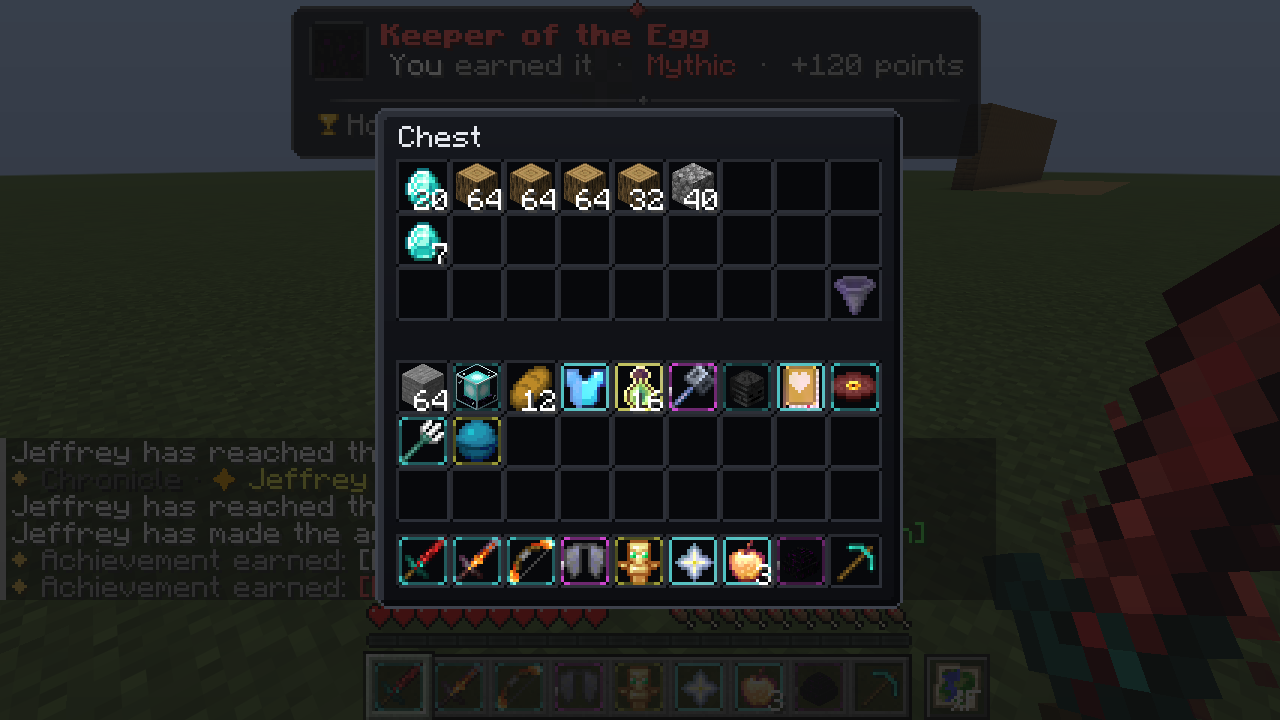 Keeper of the Egg
You earned it · Mythic · +120 points
Ho
Chest
20 64 64 64 32 40
7
64 12 16
Jeffrey has reached th
Chronicle · Jeffrey
Jeffrey has reached th
Jeffrey has made the a n]
Achievement earned: [
Achievement earned: [
3
3